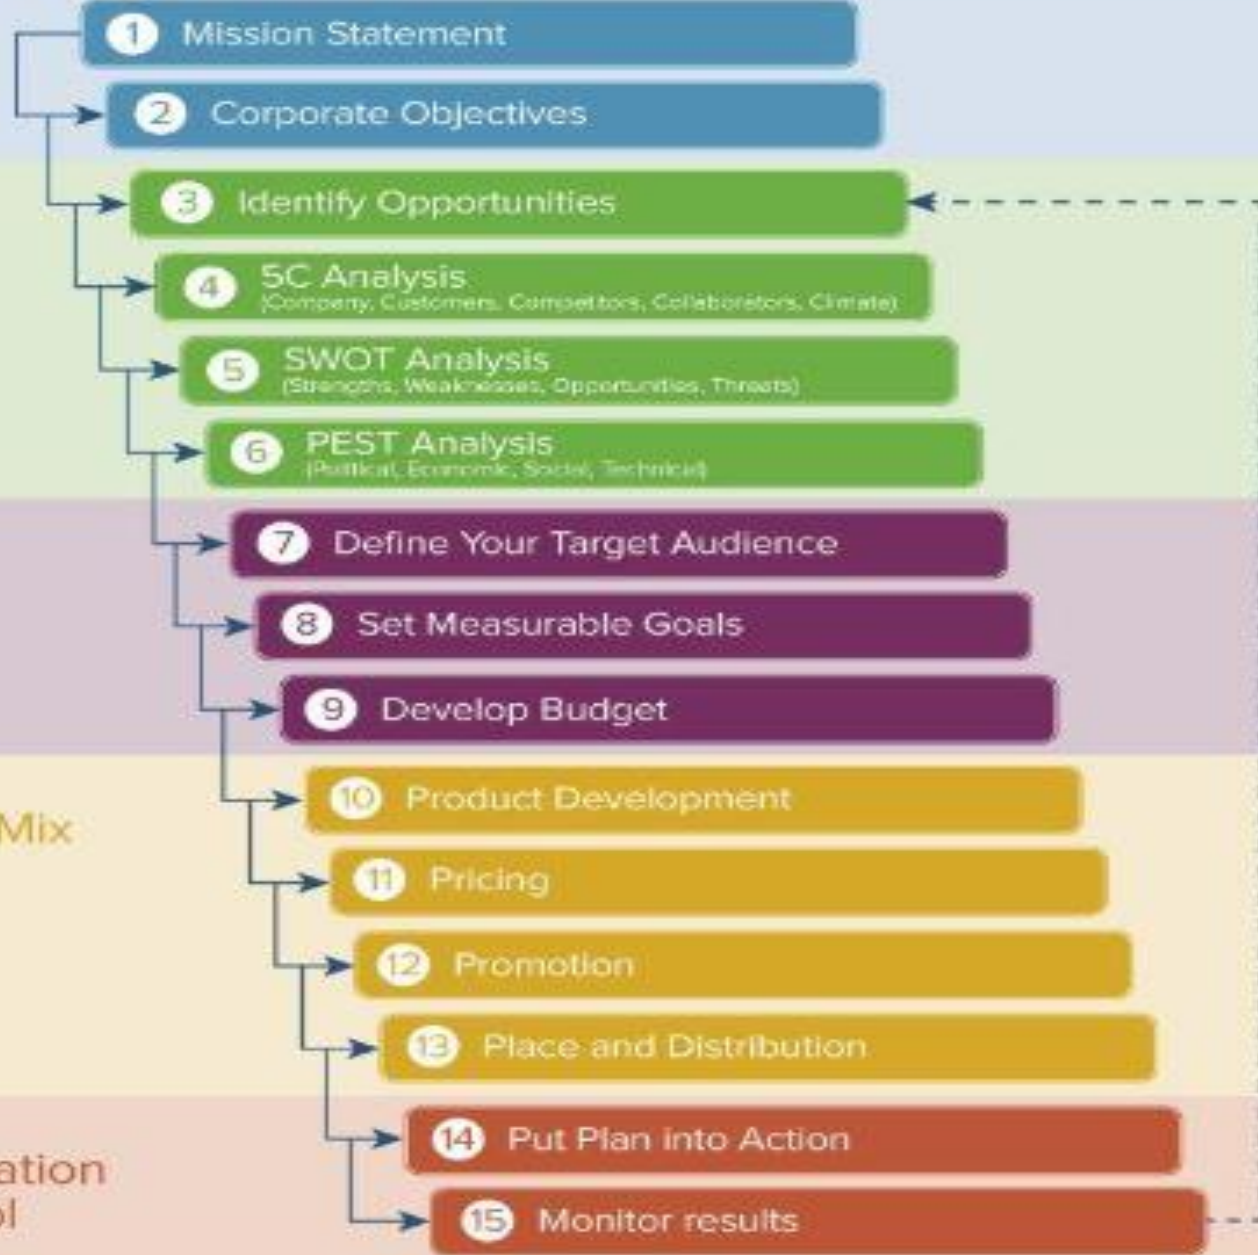 1 Mission Statement
2 Corporate Objectives
3 Identify Opportunities
4 5C Analysis
(Company, Customers, Competitors, Collaborators, Climate)
5 SWOT Analysis
(Strengths, Weaknesses, Opportunities, Threats)
6 PEST Analysis
(Political, Economic, Social, Technical)
7 Define Your Target Audience
8 Set Measurable Goals
9 Develop Budget
10 Product Development
Mix
11 Pricing
12 Promotion
13 Place and Distribution
14 Put Plan into Action
ation
ol
15 Monitor results